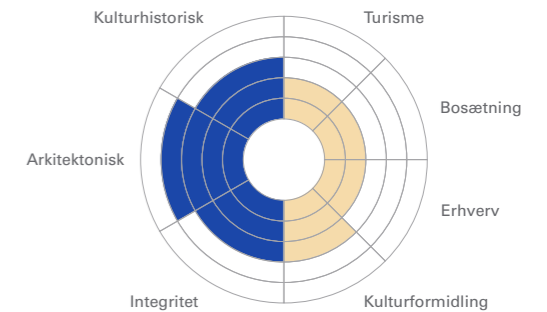 Kulturhistorisk
Turisme
Bosætning
Arkitektonisk
Erhverv
Integritet
Kulturformidling